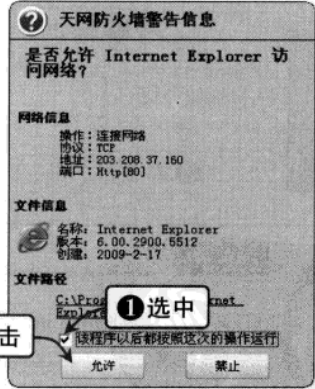 天网防火墙警告信息
是否允许 Internet Explorer 访
问网络?
网络信息
操作：连接网络
协议：TCP
地址：203.208.37.160
端口：Http[80]
文件信息
名称：Internet Explorer
版本：6.00.2900.5512
创建：2009-2-17
文件路径
C:\Prog
rnet
Explo
❶选中
击
该程序以后都按照这次的操作运行
允许
禁止